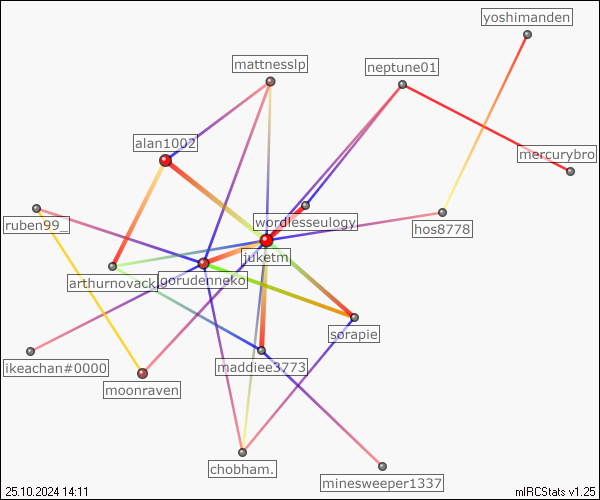 yoshimanden
mattnesslp
neptune01
alan1002
mercurybro
wordlesseulogy
ruben99_
hos8778
juketm
arthurnovack
gorudenneko
sorapie
ikeachan#0000
maddiee3773
moonraven
chobham.
minesweeper1337
25.10.2024 14:11
mIRCStats v1.25